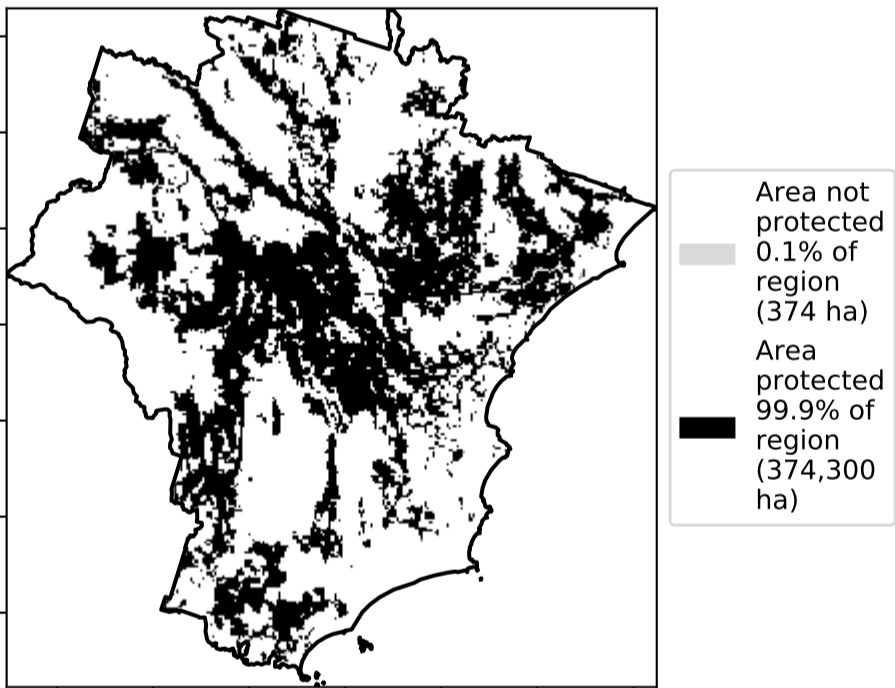 Area not
protected
0.1% of
region
(374 ha)
Area
protected
99.9% of
region
(374,300
ha)